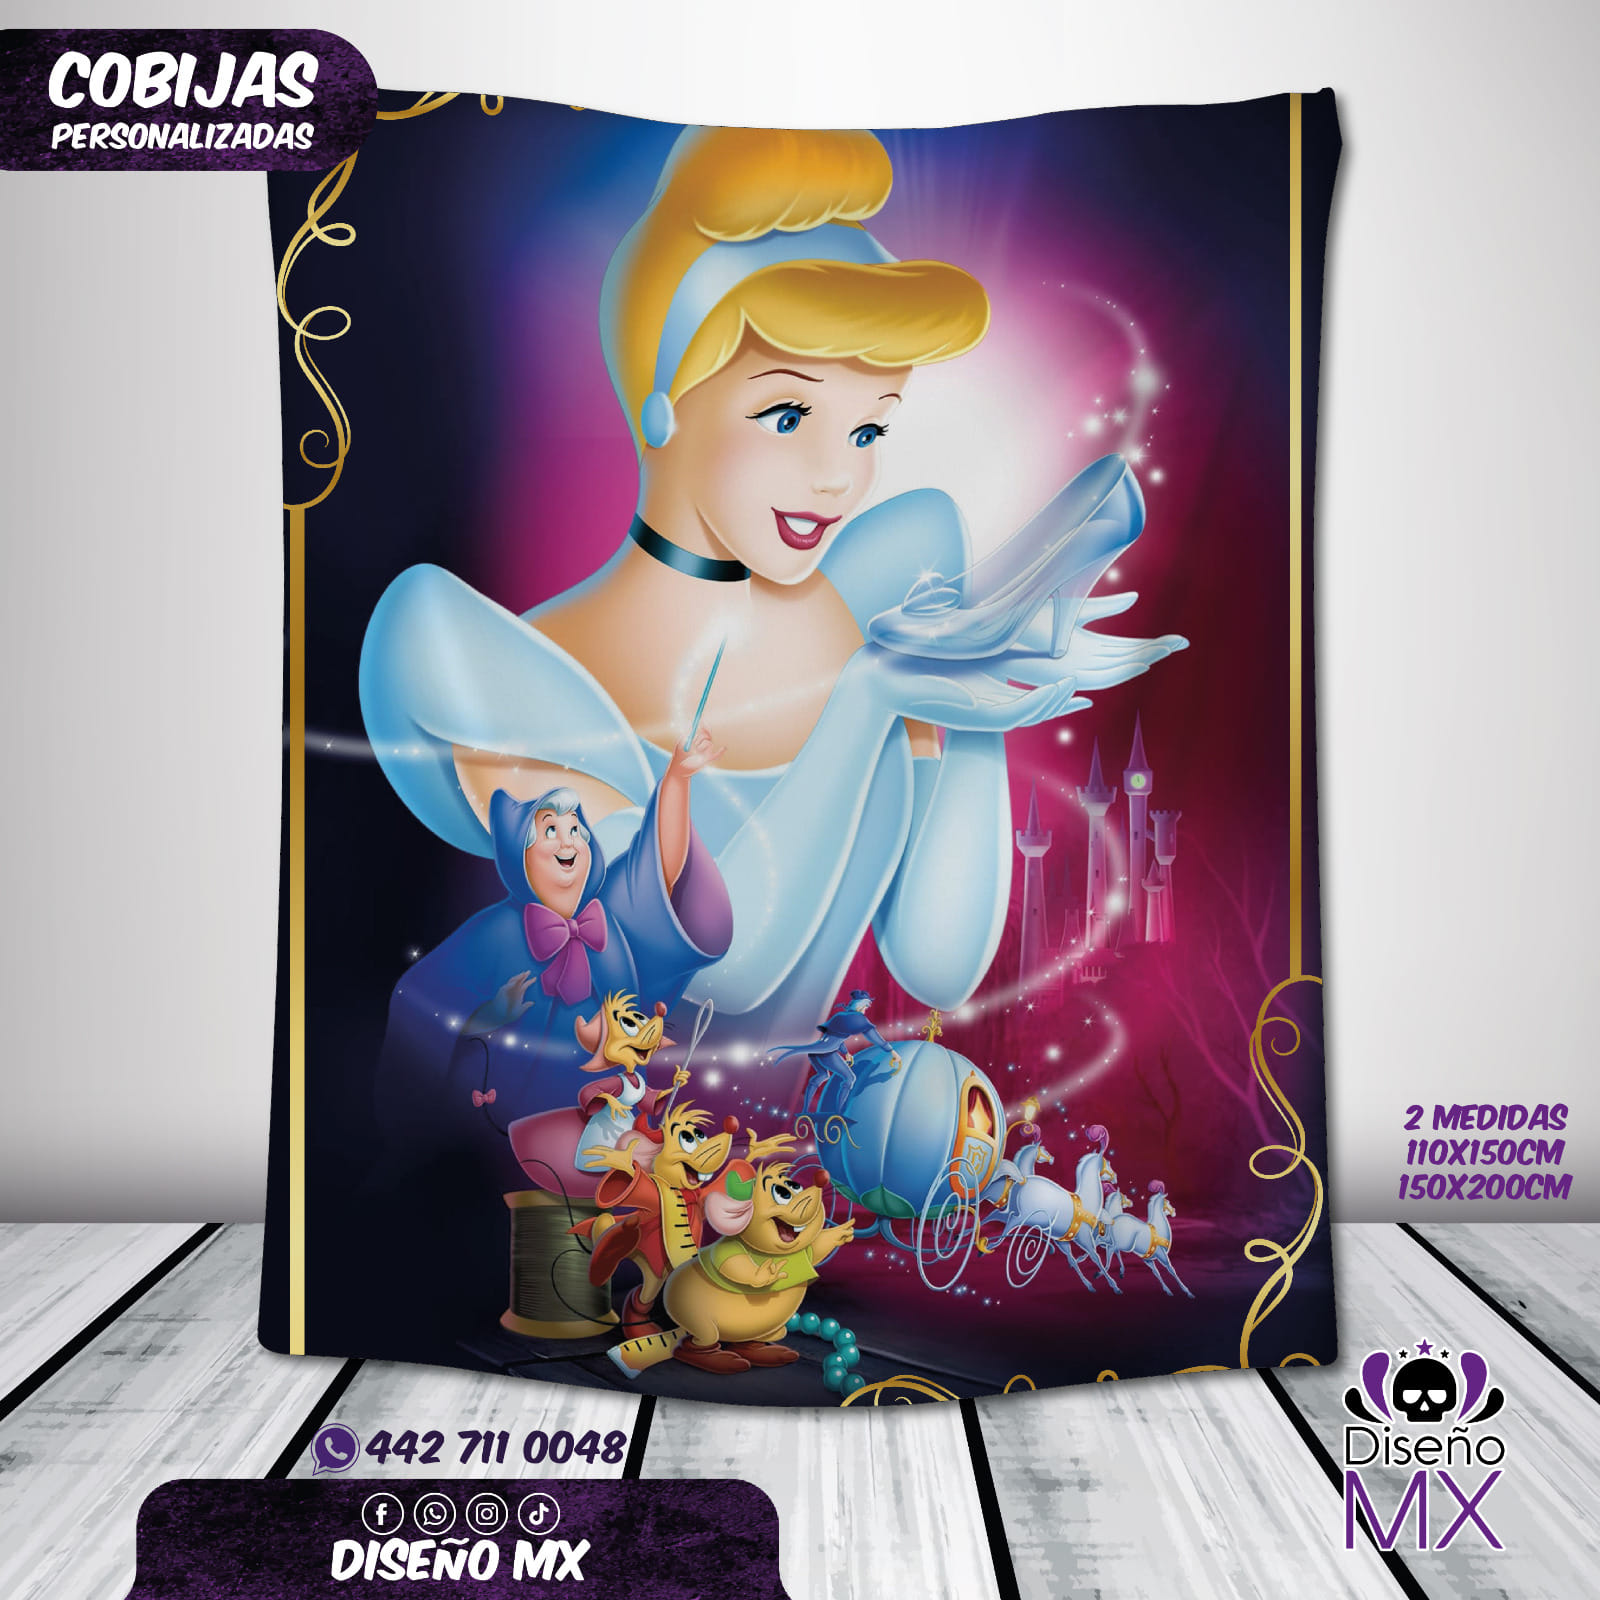 COBIJAS
PERSONALIZADAS
2 MEDIDAS
110X150CM
150X200CM
442 711 0048
DISEÑO MX
Diseño
MX